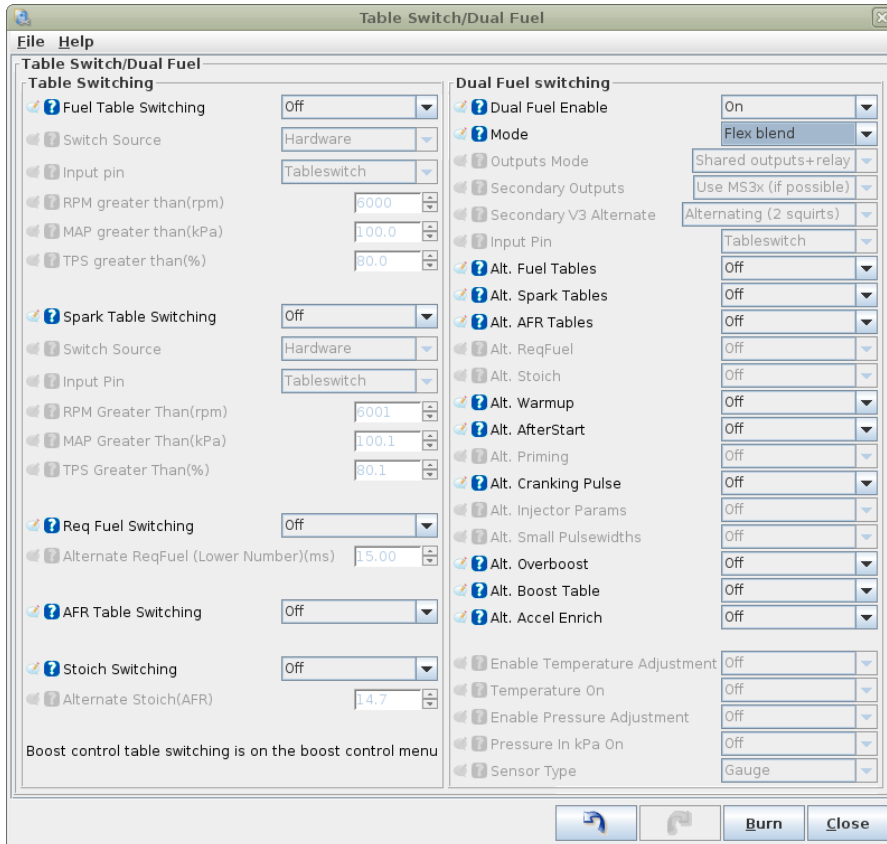 Table Switch/Dual Fuel
File Help
Table Switch/Dual Fuel
Table Switching
Fuel Table Switching Off
Switch Source Hardware
Input pin Tableswitch
RPM greater than(rpm) 6000
MAP greater than(kPa) 100.0
TPS greater than(%) 80.0
Spark Table Switching Off
Switch Source Hardware
Input Pin Tableswitch
RPM Greater Than(rpm) 6001
MAP Greater Than(kPa) 100.1
TPS Greater Than(%) 80.1
Req Fuel Switching Off
Alternate ReqFuel (Lower Number)(ms) 15.00
AFR Table Switching Off
Stoich Switching Off
Alternate Stoich(AFR) 14.7
Boost control table switching is on the boost control menu
Dual Fuel switching
Dual Fuel Enable On
Mode Flex blend
Outputs Mode Shared outputs+relay
Secondary Outputs Use MS3x (if possible)
Secondary V3 Alternate Alternating (2 squirts)
Input Pin Tableswitch
Alt. Fuel Tables Off
Alt. Spark Tables Off
Alt. AFR Tables Off
Alt. ReqFuel Off
Alt. Stoich Off
Alt. Warmup Off
Alt. AfterStart Off
Alt. Priming Off
Alt. Cranking Pulse Off
Alt. Injector Params Off
Alt. Small Pulsewidths Off
Alt. Overboost Off
Alt. Boost Table Off
Alt. Accel Enrich Off
Enable Temperature Adjustment Off
Temperature On Off
Enable Pressure Adjustment Off
Pressure In kPa On Off
Sensor Type Gauge
Burn Close